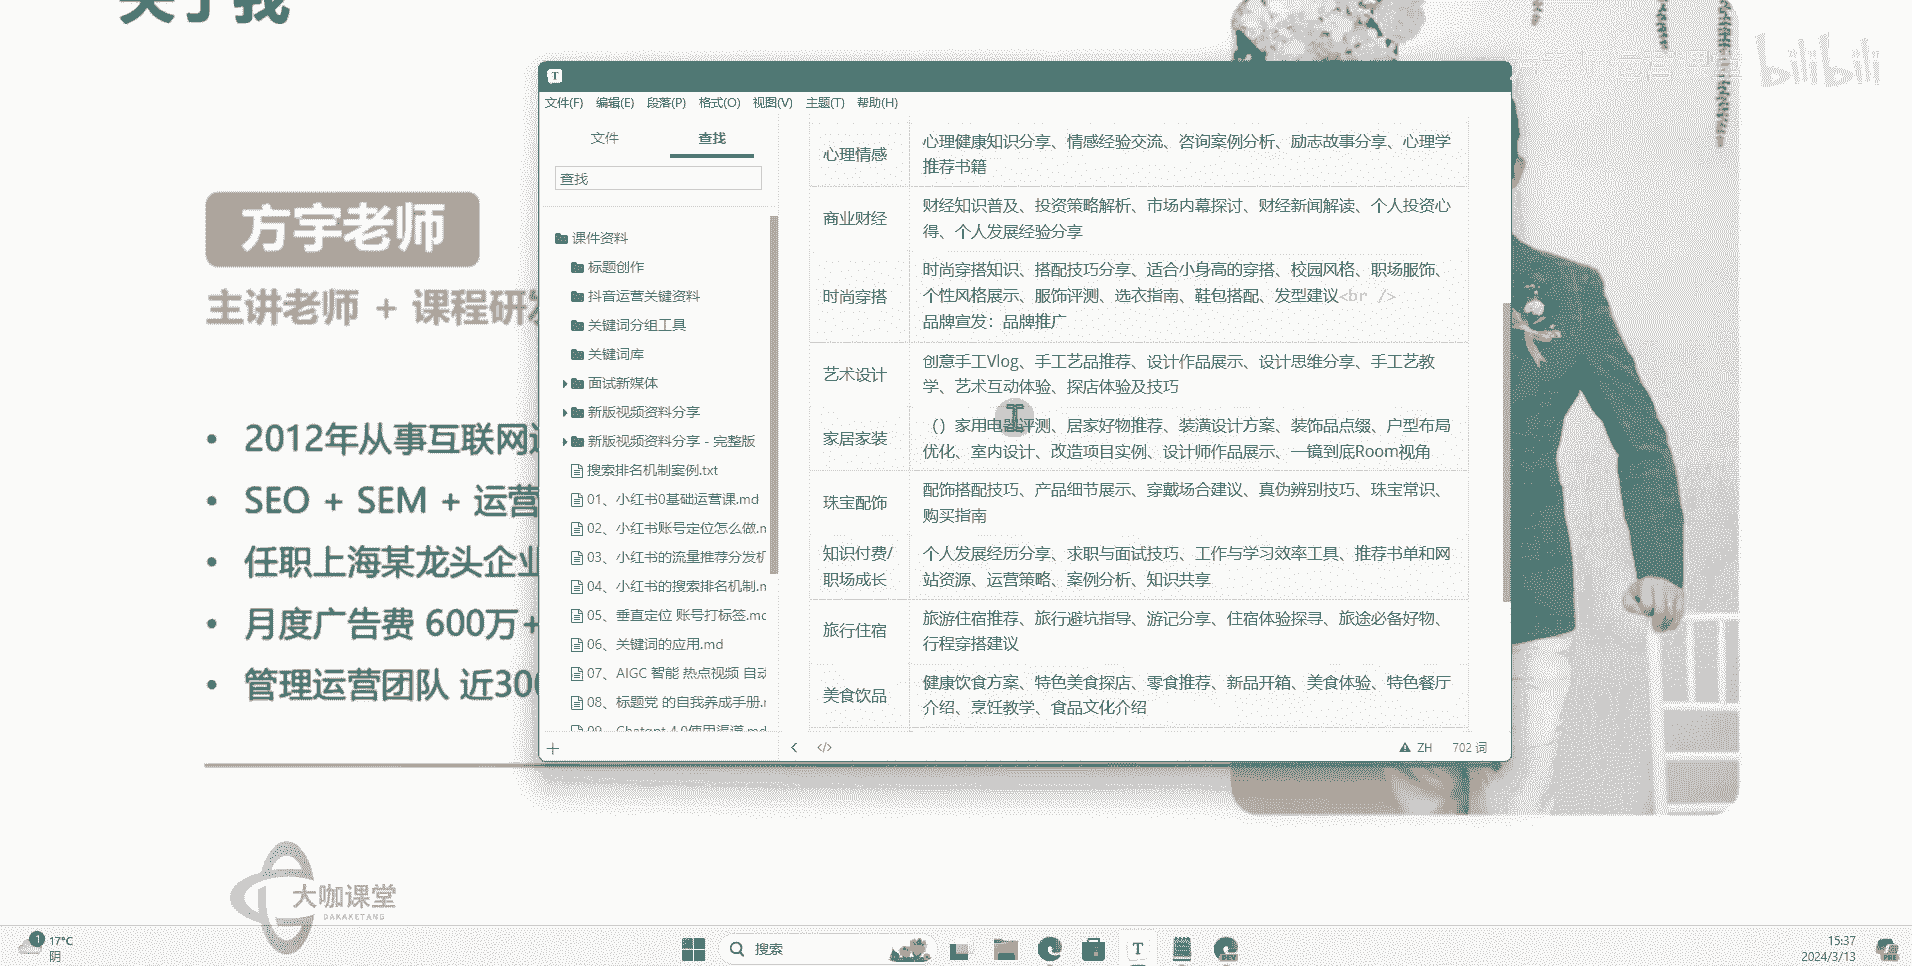 关于我
bilibili
方宇老师
主讲老师 + 课程研发
2012年从事互联网
SEO + SEM + 运营
任职上海某龙头企业
月度广告费 600万+
管理运营团队 近300
大咖课堂
DAKAKETANG
T
文件(F) 编辑(E) 段落(P) 格式(O) 视图(V) 主题(T) 帮助(H)
文件 查找
查找
课件资料
标题创作
抖音运营关键资料
关键词分组工具
关键词库
面试新媒体
新版视频资料分享
新版视频资料分享 - 完整版
搜索排名机制案例.txt
01、小红书0基础运营课.md
02、小红书账号定位怎么做.m
03、小红书的流量推荐分发机
04、小红书的搜索排名机制.m
05、垂直定位 账号打标签.md
06、关键词的应用.md
07、AIGC 智能 热点视频 自动
08、标题党 的自我养成手册.m
09、Chatgpt 4.0使用渠道.md
心理情感
心理健康知识分享、情感经验交流、咨询案例分析、励志故事分享、心理学
推荐书籍
商业财经
财经知识普及、投资策略解析、市场内幕探讨、财经新闻解读、个人投资心
得、个人发展经验分享
时尚穿搭
时尚穿搭知识、搭配技巧分享、适合小身高的穿搭、校园风格、职场服饰、
个性风格展示、服饰评测、选衣指南、鞋包搭配、发型建议<br />
品牌宣发：品牌推广
艺术设计
创意手工Vlog、手工艺品推荐、设计作品展示、设计思维分享、手工艺教
学、艺术互动体验、探店体验及技巧
家居家装
（）家用电器评测、居家好物推荐、装潢设计方案、装饰品点缀、户型布局
优化、室内设计、改造项目实例、设计师作品展示、一镜到底Room视角
珠宝配饰
配饰搭配技巧、产品细节展示、穿戴场合建议、真伪辨别技巧、珠宝常识、
购买指南
知识付费/
职场成长
个人发展经历分享、求职与面试技巧、工作与学习效率工具、推荐书单和网
站资源、运营策略、案例分析、知识共享
旅行住宿
旅游住宿推荐、旅行避坑指导、游记分享、住宿体验探寻、旅途必备好物、
行程穿搭建议
美食饮品
健康饮食方案、特色美食探店、零食推荐、新品开箱、美食体验、特色餐厅
介绍、烹饪教学、食品文化介绍
ZH 702 词
1
17°C
阴
搜索
T
DEV
15:37
2024/3/13
PRE